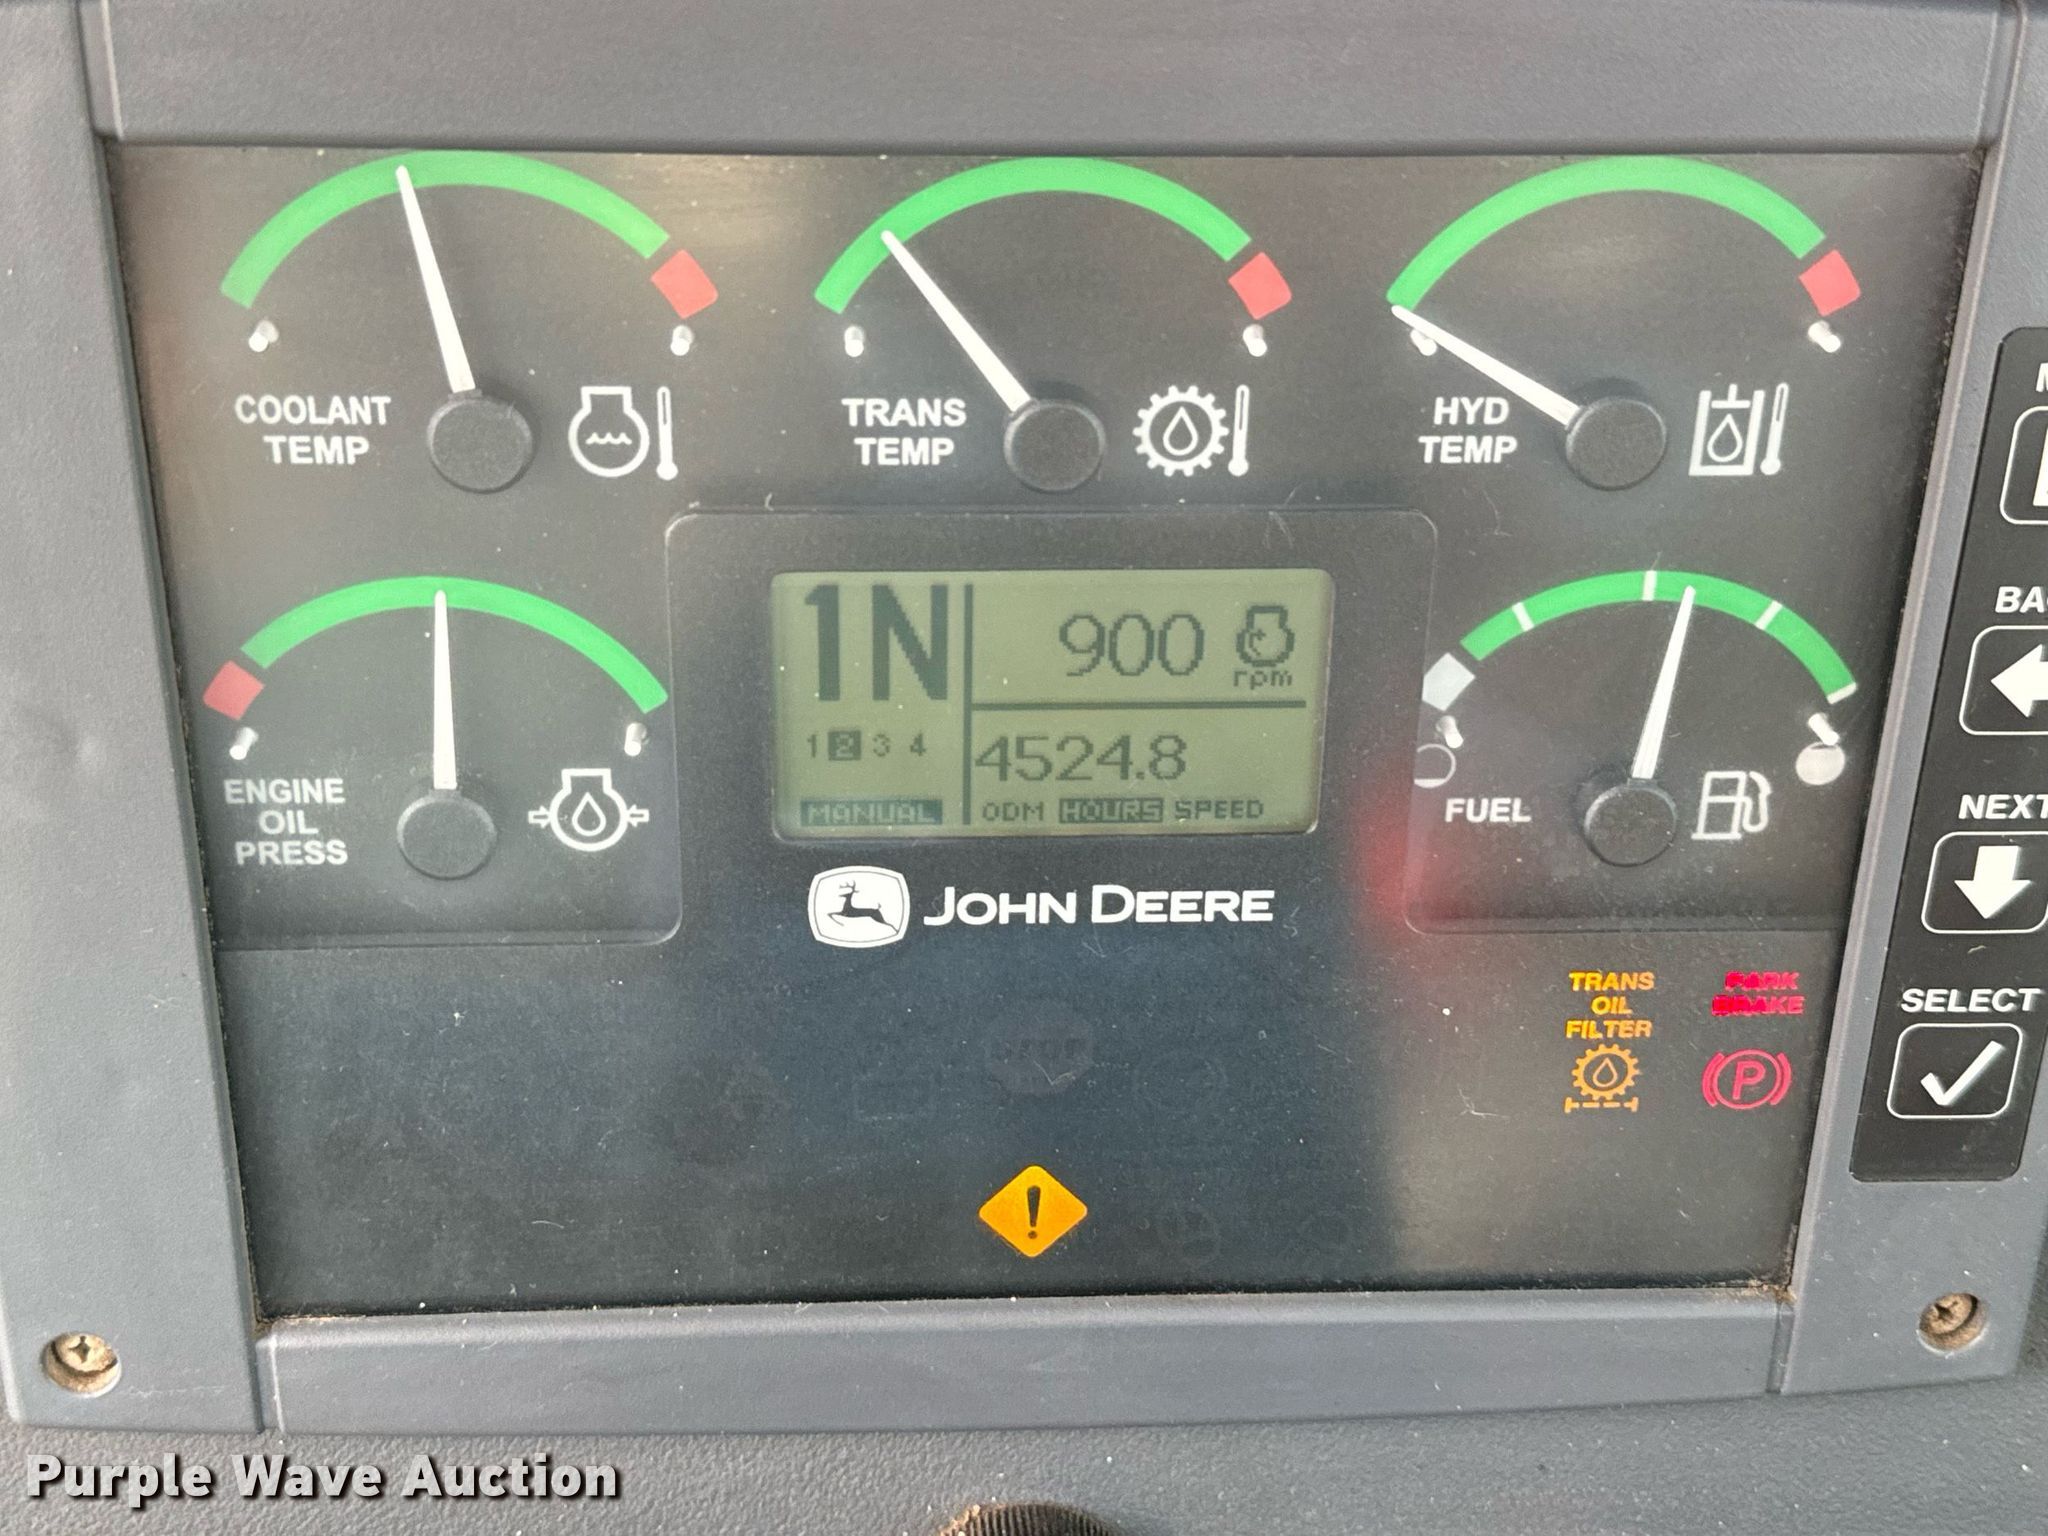 COOLANT
TEMP
TRANS
TEMP
HYD
TEMP
ENGINE
OIL
PRESS
1N
900
rpm
1 2 3 4
4524.8
MANUAL
ODM HOURS SPEED
FUEL
JOHN DEERE
TRANS
OIL
FILTER
PARK
BRAKE
P
!
STOP
NEXT
SELECT
Purple Wave Auction